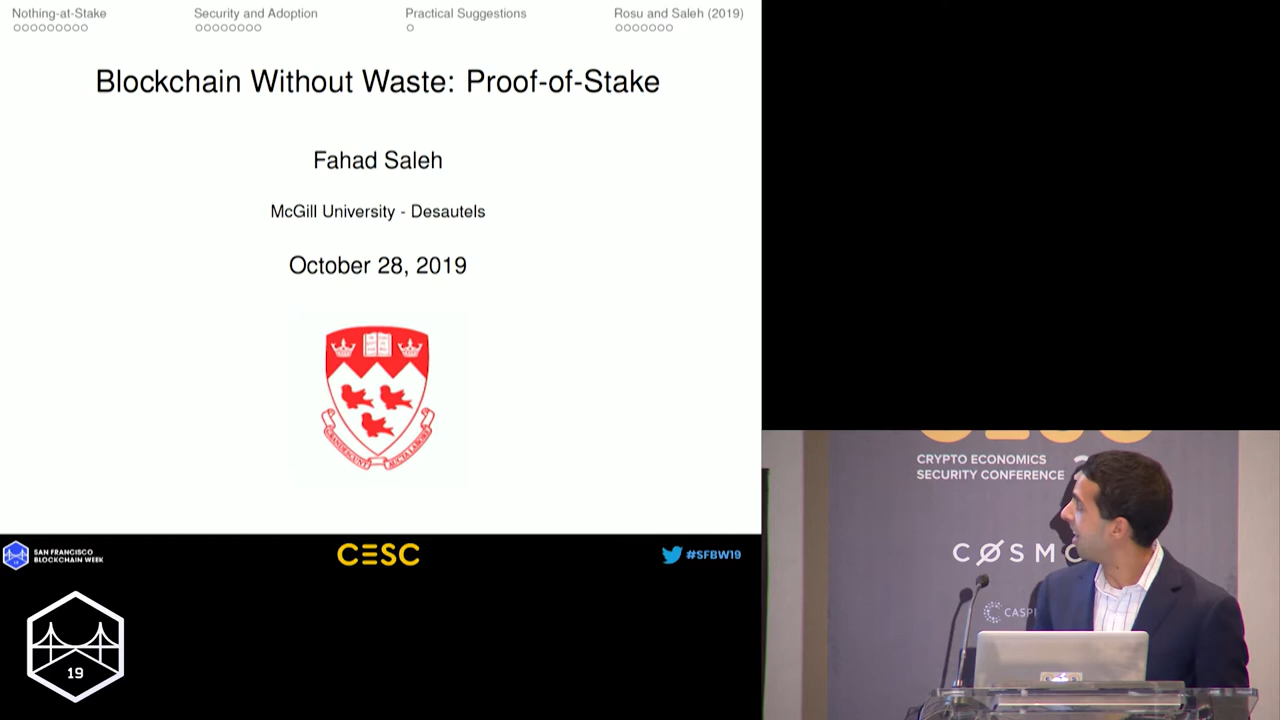 Nothing-at-Stake
Security and Adoption
Practical Suggestions
Rosu and Saleh (2019)
Blockchain Without Waste: Proof-of-Stake
Fahad Saleh
McGill University - Desautels
October 28, 2019
SAN FRANCISCO
BLOCKCHAIN WEEK
CESC
#SFBW19
19
CRYPTO ECONOMICS
SECURITY CONFERENCE